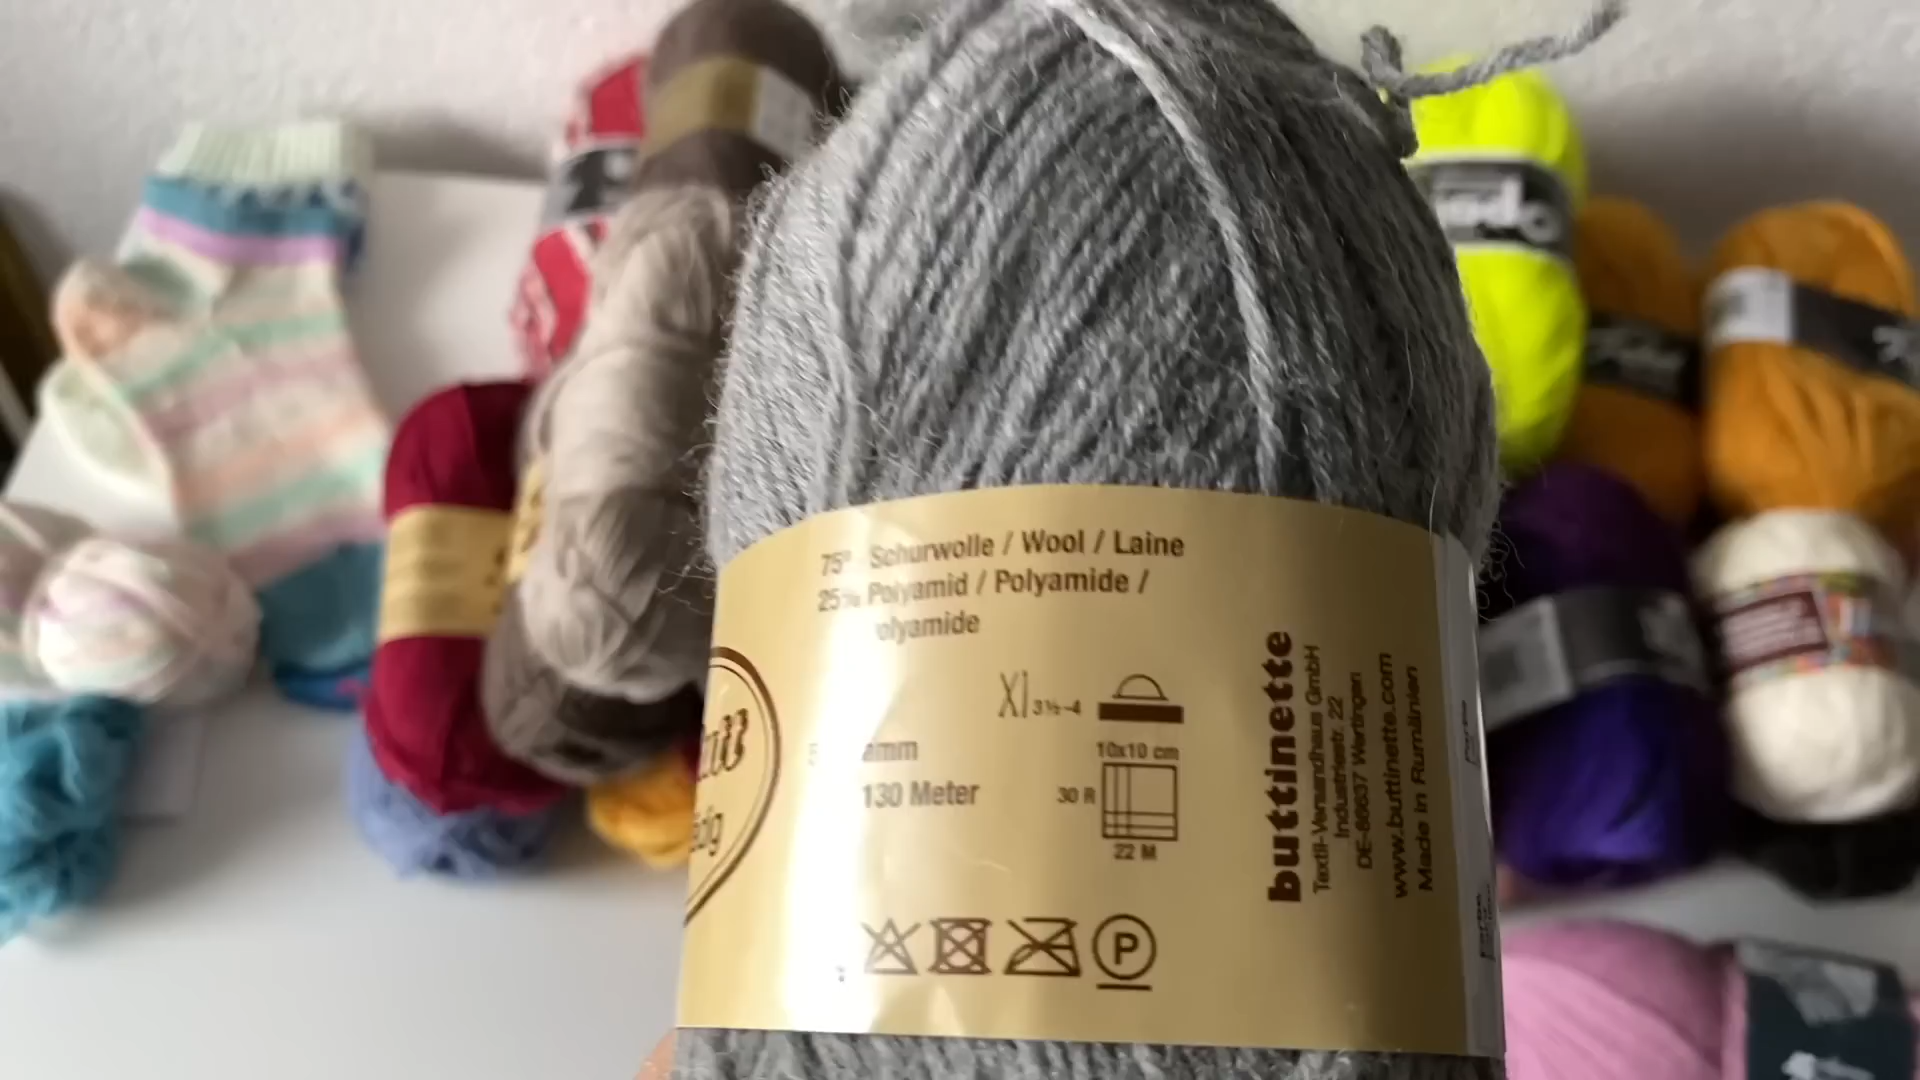 75% Schurwolle / Wool / Laine
25% Polyamid / Polyamide /
olyamide
3½-4
amm
10x10 cm
130 Meter
30 R
22 M
P
buttinette
Textil-Versandhaus GmbH
Industriestr. 22
DE-86637 Wertingen
www.buttinette.com
Made in Rumänien